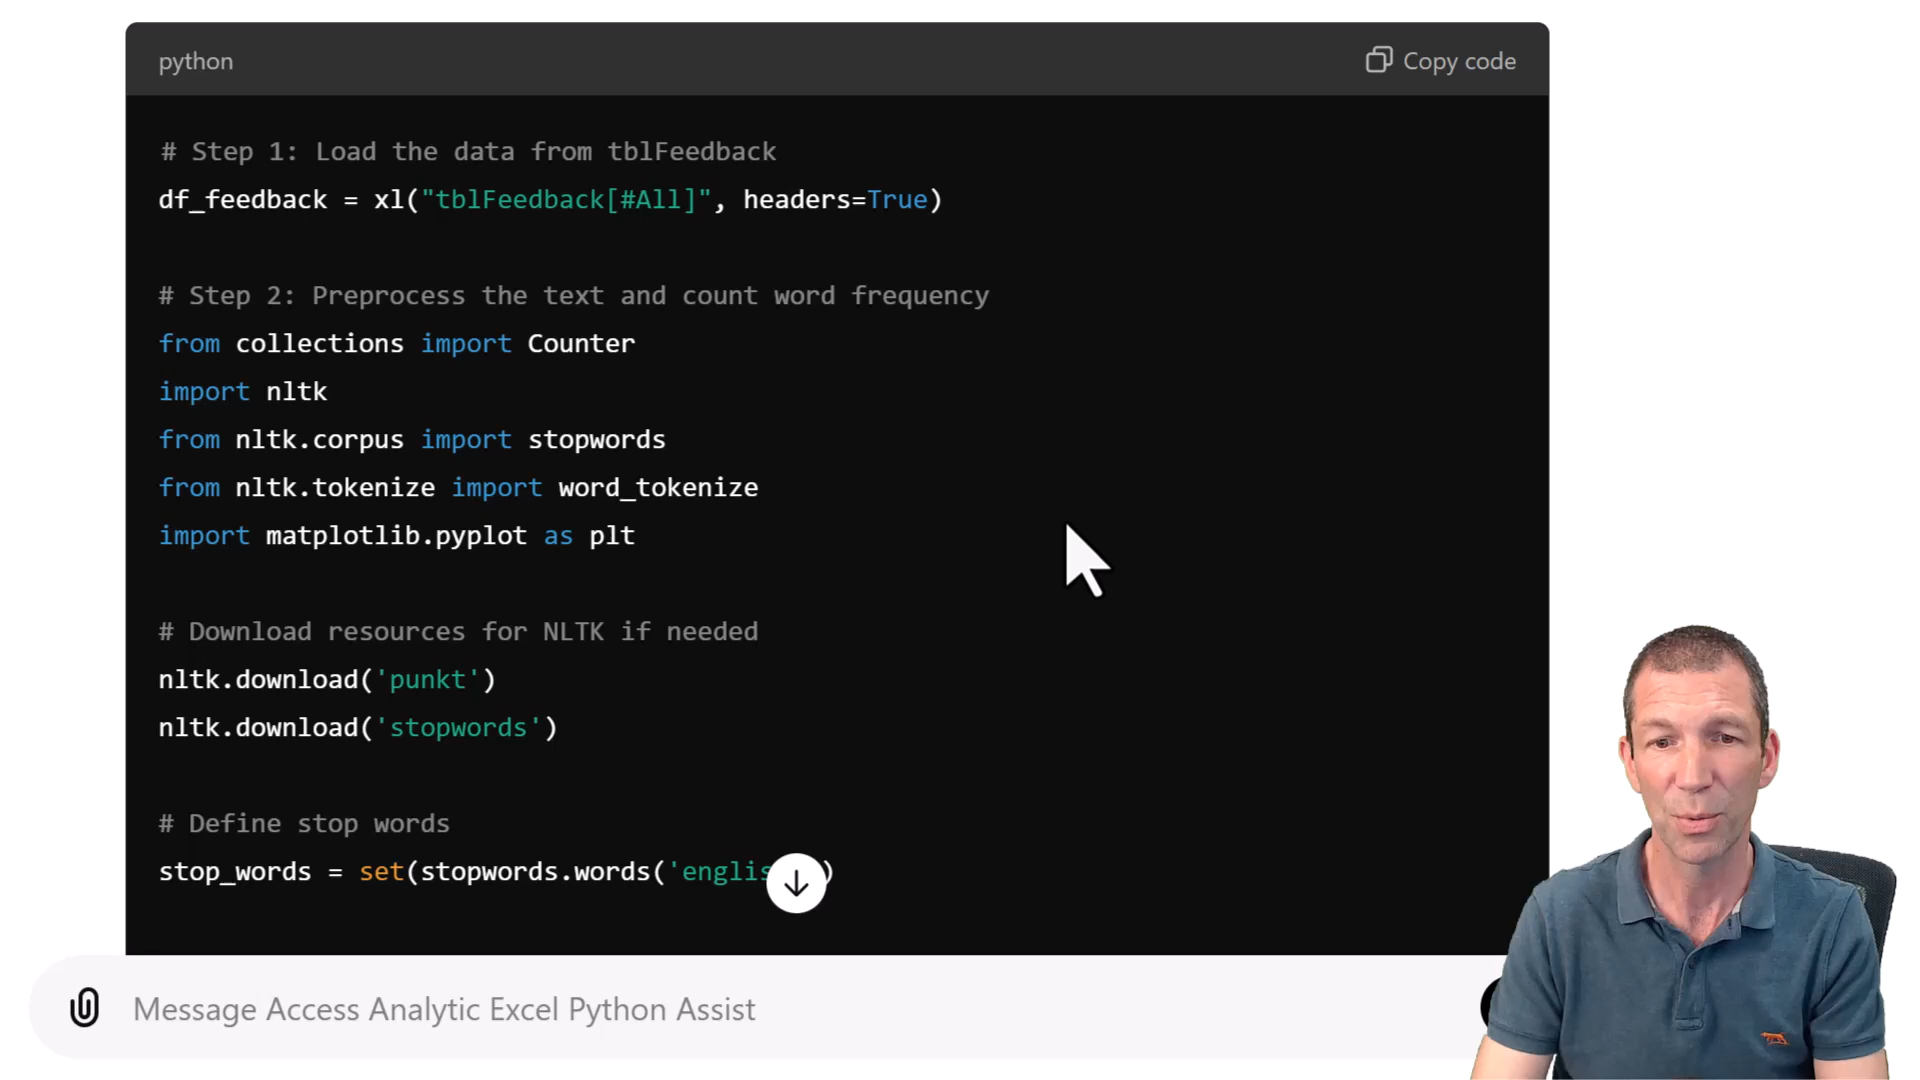 python
Copy code
# Step 1: Load the data from tblFeedback
df_feedback = xl("tblFeedback[#All]", headers=True)
# Step 2: Preprocess the text and count word frequency
from collections import Counter
import nltk
from nltk.corpus import stopwords
from nltk.tokenize import word_tokenize
import matplotlib.pyplot as plt
# Download resources for NLTK if needed
nltk.download('punkt')
nltk.download('stopwords')
# Define stop words
stop_words = set(stopwords.words('englis )
Message Access Analytic Excel Python Assist